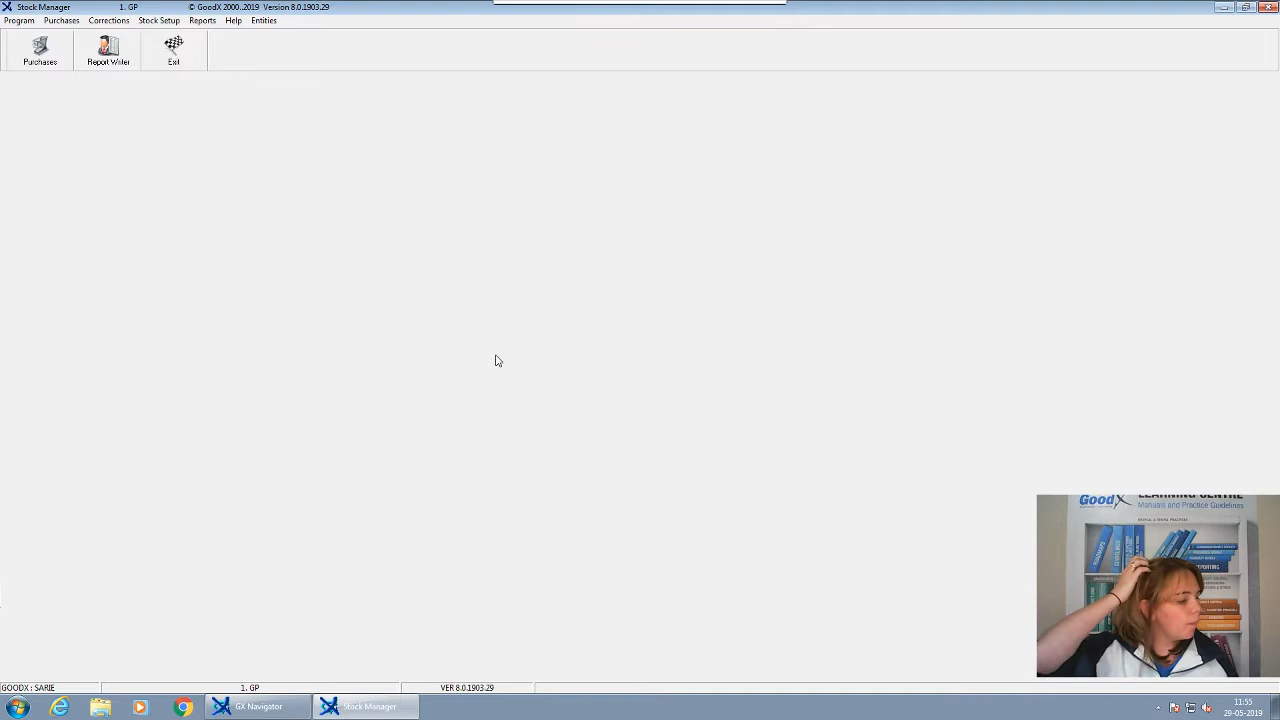 Stock Manager 1. GP © GoodX 2000..2019 Version 8.0.1903.29
Program Purchases Corrections Stock Setup Reports Help Entities
Purchases Report Writer Exit
GoodX LEARNING CENTRE
Manuals and Practice Guidelines
REPORTING
GOODX : SARIE 1. GP VER 8.0.1903.29
GX Navigator Stock Manager 11:55
29-05-2019